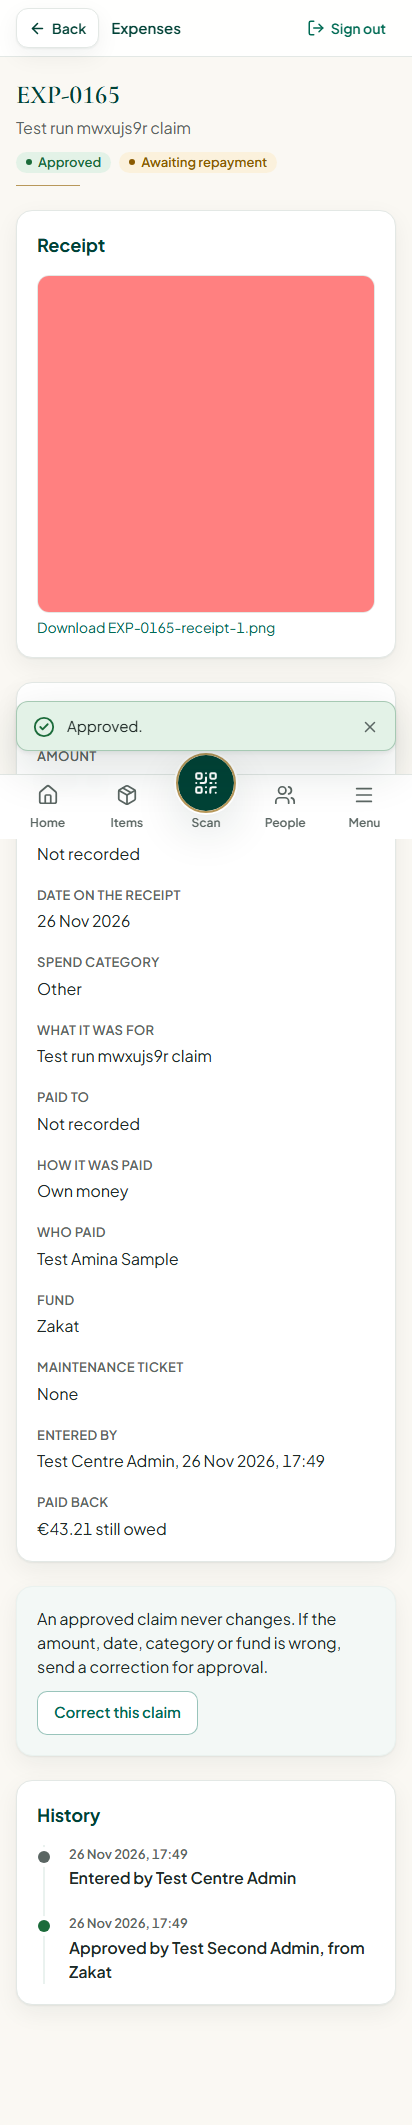 Back
Expenses
Sign out
EXP-0165
Test run mwxujs9r claim
Approved
Awaiting repayment
Receipt
Download EXP-0165-receipt-1.png
Approved.
AMOUNT
Home
Items
Scan
People
Menu
Not recorded
DATE ON THE RECEIPT
26 Nov 2026
SPEND CATEGORY
Other
WHAT IT WAS FOR
Test run mwxujs9r claim
PAID TO
Not recorded
HOW IT WAS PAID
Own money
WHO PAID
Test Amina Sample
FUND
Zakat
MAINTENANCE TICKET
None
ENTERED BY
Test Centre Admin, 26 Nov 2026, 17:49
PAID BACK
€43.21 still owed
An approved claim never changes. If the
amount, date, category or fund is wrong,
send a correction for approval.
Correct this claim
History
26 Nov 2026, 17:49
Entered by Test Centre Admin
26 Nov 2026, 17:49
Approved by Test Second Admin, from
Zakat